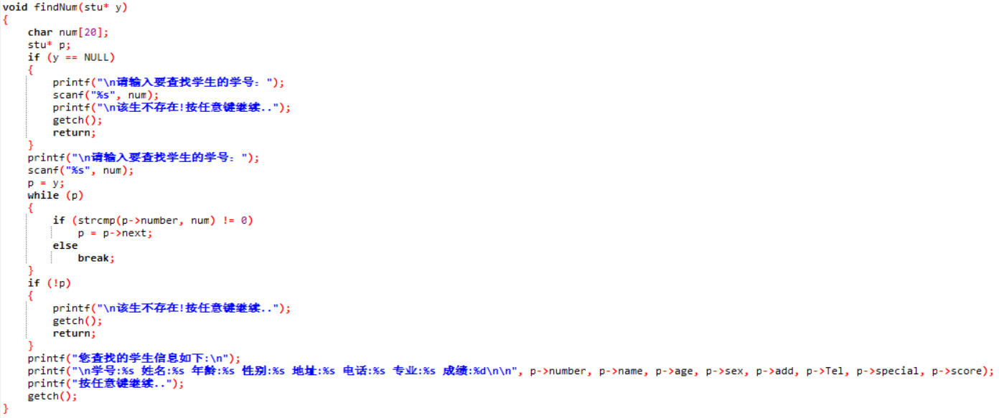 void findNum(stu* y)
{
    char num[20];
    stu* p;
    if (y == NULL)
    {
        printf("\n请输入要查找学生的学号: ");
        scanf("%s", num);
        printf("\n该生不存在!按任意键继续..");
        getch();
        return;
    }
    printf("\n请输入要查找学生的学号: ");
    scanf("%s", num);
    p = y;
    while (p)
    {
        if (strcmp(p->number, num) != 0)
            p = p->next;
        else
            break;
    }
    if (!p)
    {
        printf("\n该生不存在!按任意键继续..");
        getch();
        return;
    }
    printf("您查找的学生信息如下:\n");
    printf("\n学号:%s 姓名:%s 年龄:%s 性别:%s 地址:%s 电话:%s 专业:%s 成绩:%d\n\n", p->number, p->name, p->age, p->sex, p->add, p->Tel, p->special, p->score);
    printf("按任意键继续..");
    getch();
}